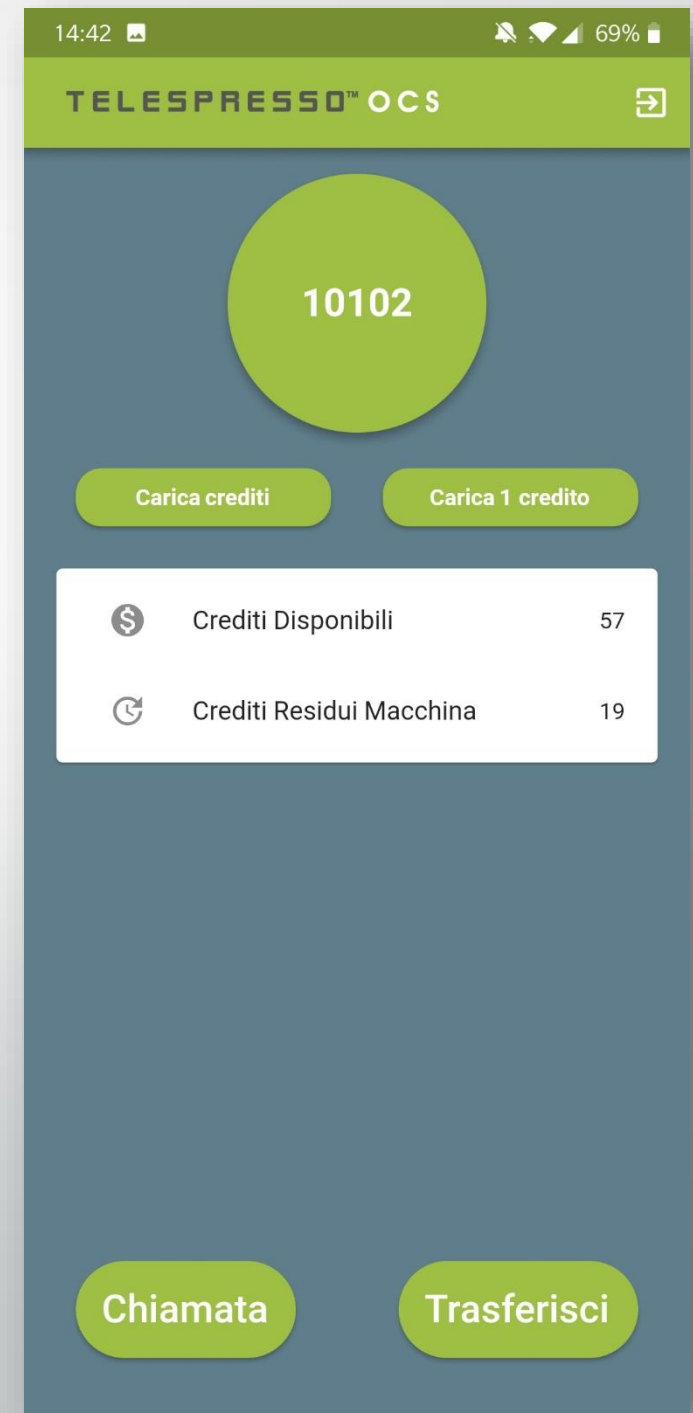 14:42 69%
TELESPRESSO™ OCS
10102
Carica crediti Carica 1 credito
Crediti Disponibili 57
Crediti Residui Macchina 19
Chiamata Trasferisci